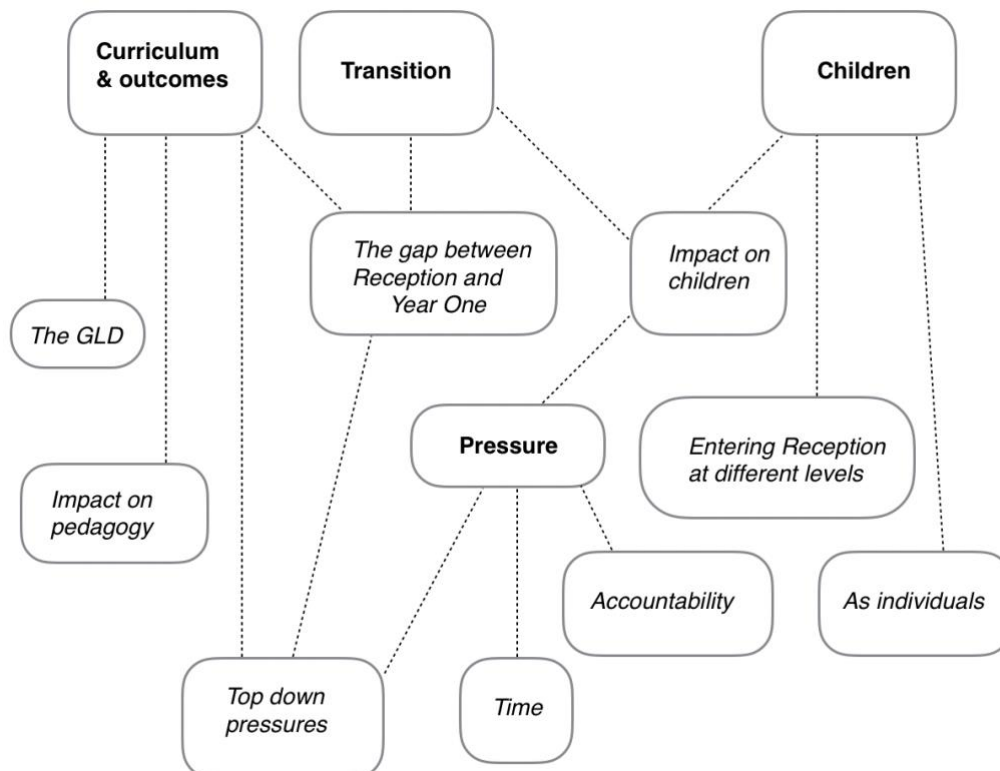 Curriculum
& outcomes
Transition
Children
The gap between
Reception and
Year One
Impact on
children
The GLD
Pressure
Entering Reception
at different levels
Impact on
pedagogy
Accountability
As individuals
Top down
pressures
Time